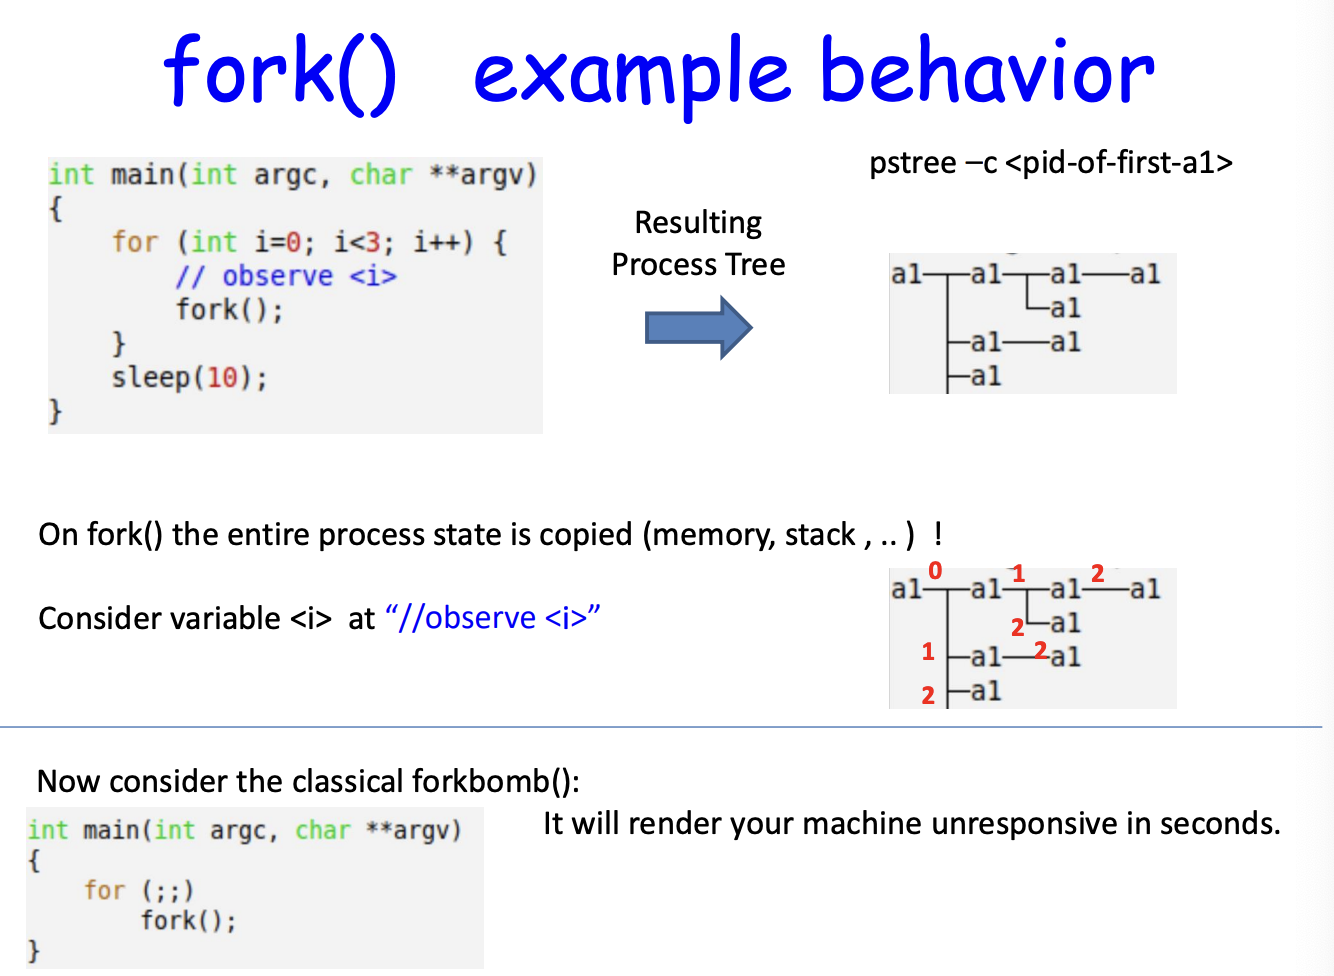 fork() example behavior
int main(int argc, char **argv)
{
    for (int i=0; i<3; i++) {
        // observe <i>
        fork();
    }
    sleep(10);
}
Resulting
Process Tree
pstree –c <pid-of-first-a1>
a1 a1 a1 a1
a1
a1 a1
a1
On fork() the entire process state is copied (memory, stack , .. ) !
Consider variable <i> at “//observe <i>”
0 1 2
a1 a1 a1 a1
2 a1
1 a1 2 a1
2 a1
Now consider the classical forkbomb():
int main(int argc, char **argv)
{
    for (;;)
        fork();
}
It will render your machine unresponsive in seconds.